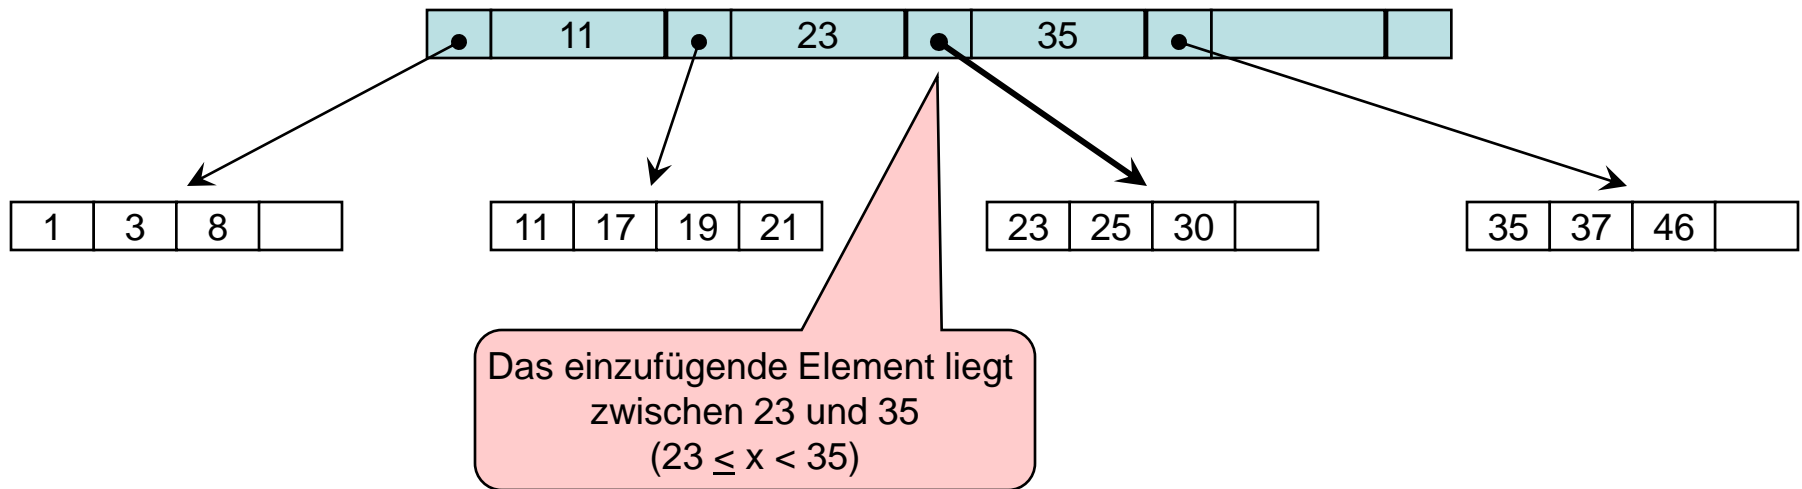 11 23 35
1 3 8 11 17 19 21 23 25 30 35 37 46
Das einzufügende Element liegt
zwischen 23 und 35
(23 ≤ x < 35)